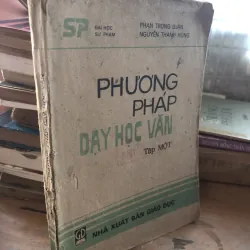 SP
ĐẠI HỌC
SƯ PHẠM
PHAN TRỌNG LUẬN
NGUYỄN THANH HÙNG
PHƯƠNG
PHÁP
DẠY HỌC VĂN
TẬP MỘT
NHÀ XUẤT BẢN GIÁO DỤC